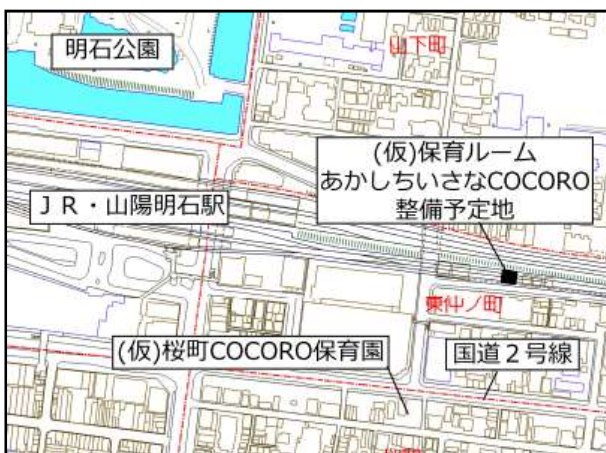 明石公園
山下町
(仮)保育ルーム
あかしちいさなCOCORO
整備予定地
ＪＲ・山陽明石駅
東仲ノ町
(仮)桜町COCORO保育園
国道２号線